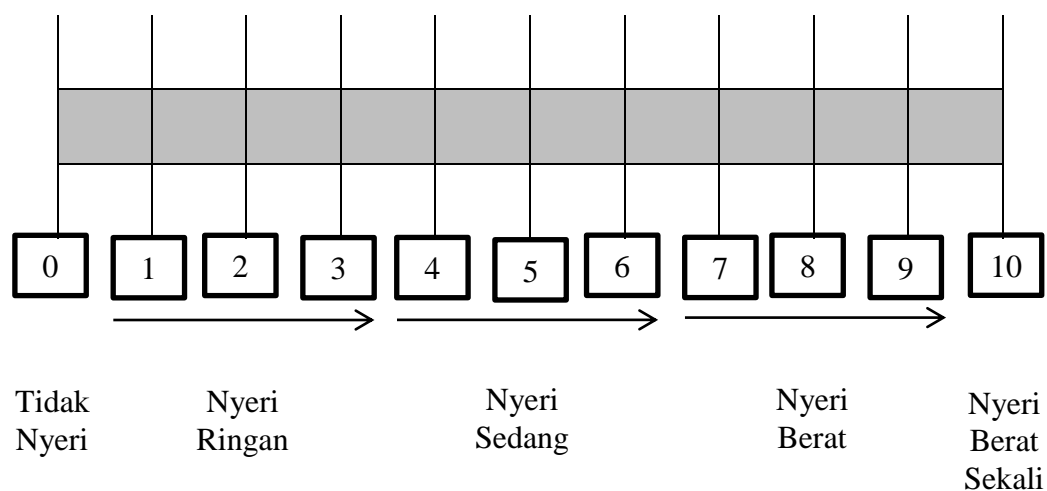 0 1 2 3 4 5 6 7 8 9 10
Tidak
Nyeri
Nyeri
Ringan
Nyeri
Sedang
Nyeri
Berat
Nyeri
Berat
Sekali